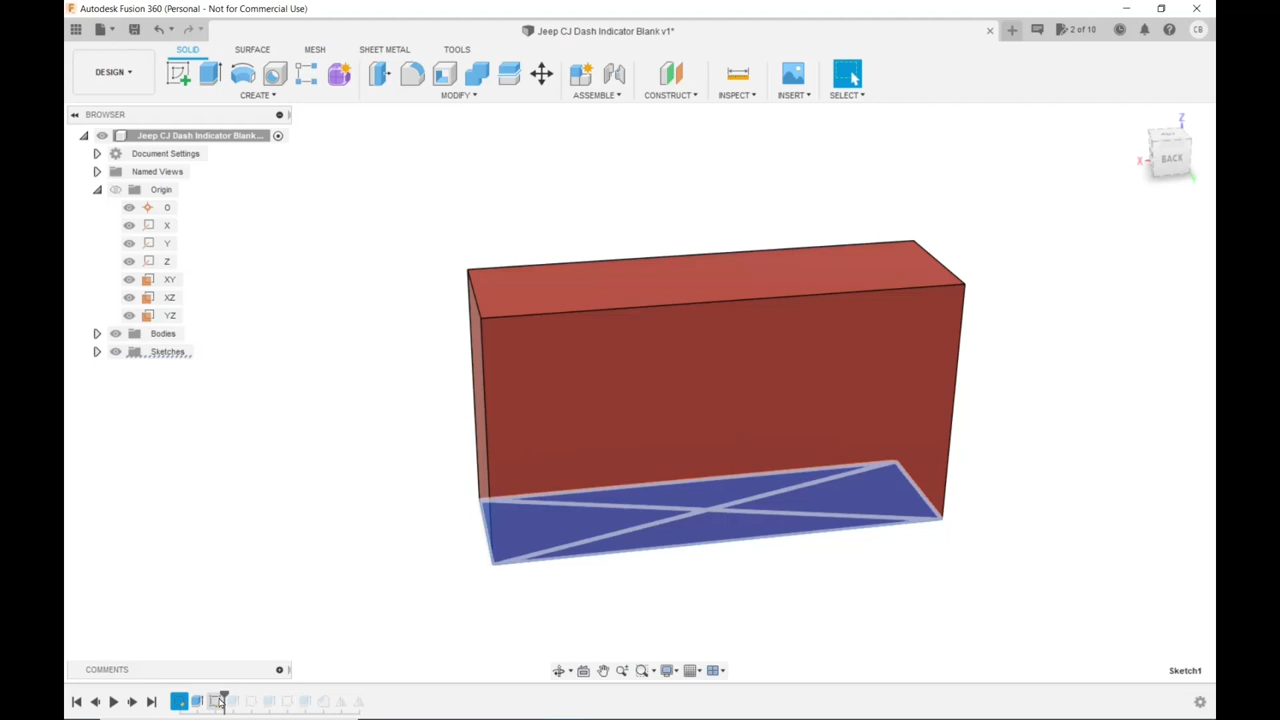 Autodesk Fusion 360 (Personal - Not for Commercial Use)
Jeep CJ Dash Indicator Blank v1*
2 of 10
CB
DESIGN
SOLID
SURFACE
MESH
SHEET METAL
TOOLS
CREATE
MODIFY
ASSEMBLE
CONSTRUCT
INSPECT
INSERT
SELECT
BROWSER
Jeep CJ Dash Indicator Blank...
Document Settings
Named Views
Origin
O
X
Y
Z
XY
XZ
YZ
Bodies
Sketches
Z
X
BACK
COMMENTS
Sketch1